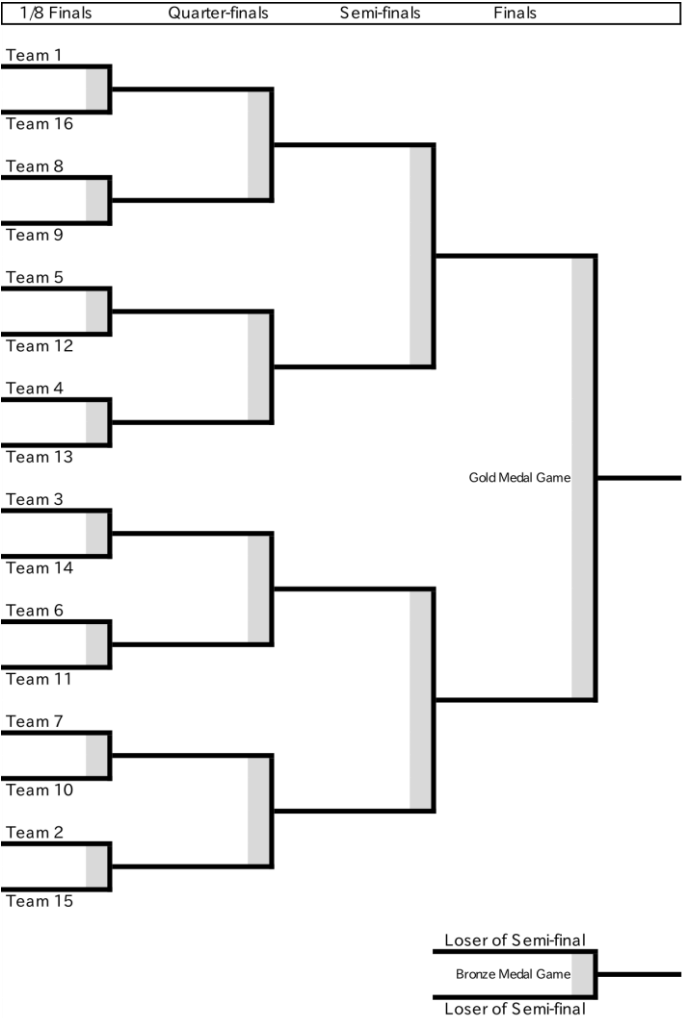 1/8 Finals Quarter-finals Semi-finals Finals
Team 1
Team 16
Team 8
Team 9
Team 5
Team 12
Team 4
Team 13
Gold Medal Game
Team 3
Team 14
Team 6
Team 11
Team 7
Team 10
Team 2
Team 15
Loser of Semi-final
Bronze Medal Game
Loser of Semi-final